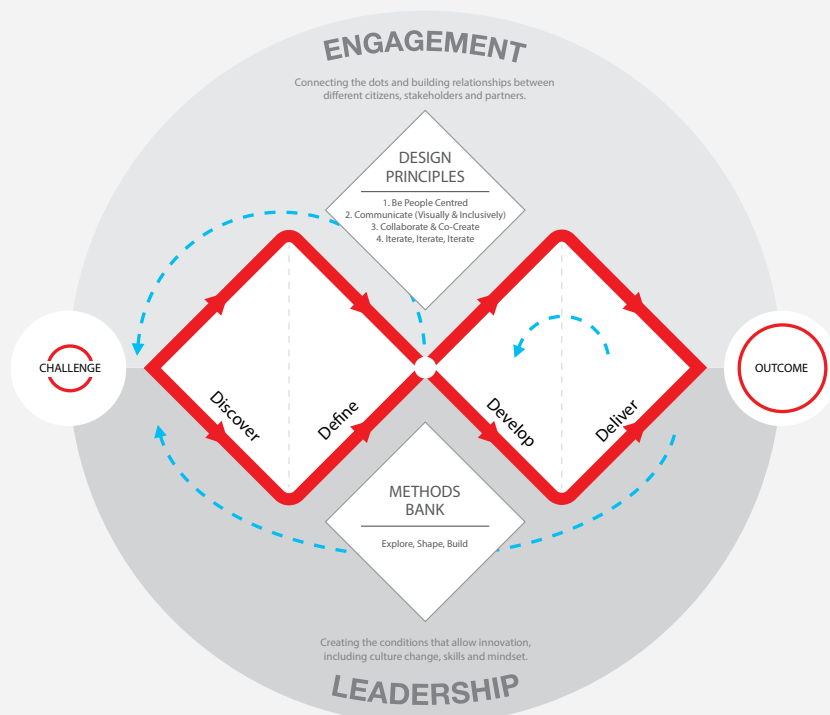 ENGAGEMENT
Connecting the dots and building relationships between
different citizens, stakeholders and partners.
DESIGN
PRINCIPLES
1. Be People Centred
2. Communicate (Visually & Inclusively)
3. Collaborate & Co-Create
4. Iterate, Iterate, Iterate
CHALLENGE
OUTCOME
Discover
Define
Develop
Deliver
METHODS
BANK
Explore, Shape, Build
Creating the conditions that allow innovation,
including culture change, skills and mindset.
LEADERSHIP